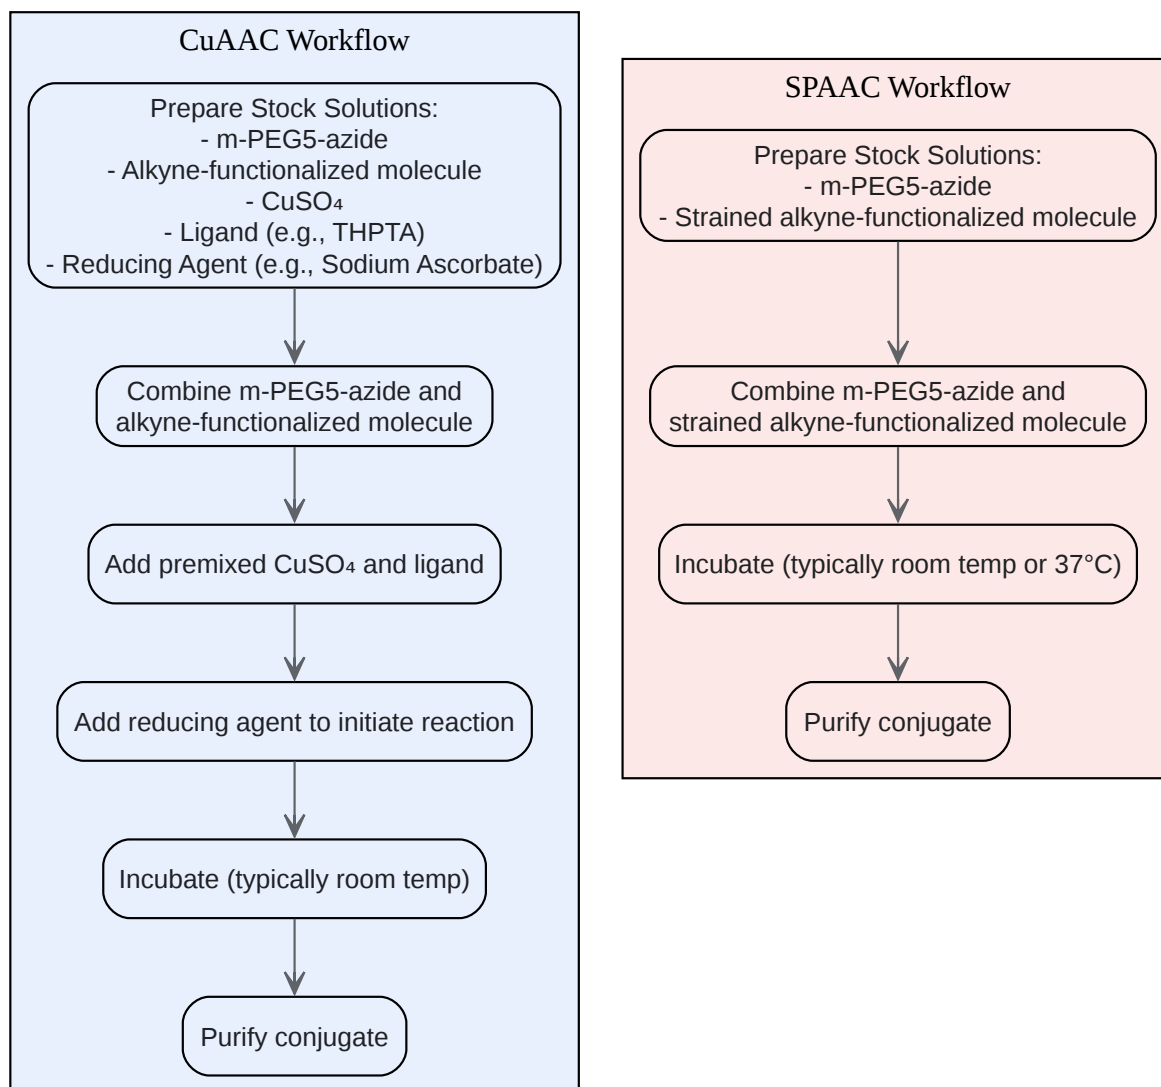 CuAAC Workflow
Prepare Stock Solutions:
- m-PEG5-azide
- Alkyne-functionalized molecule
- CuSO₄
- Ligand (e.g., THPTA)
- Reducing Agent (e.g., Sodium Ascorbate)
Combine m-PEG5-azide and
alkyne-functionalized molecule
Add premixed CuSO₄ and ligand
Add reducing agent to initiate reaction
Incubate (typically room temp)
Purify conjugate
SPAAC Workflow
Prepare Stock Solutions:
- m-PEG5-azide
- Strained alkyne-functionalized molecule
Combine m-PEG5-azide and
strained alkyne-functionalized molecule
Incubate (typically room temp or 37°C)
Purify conjugate